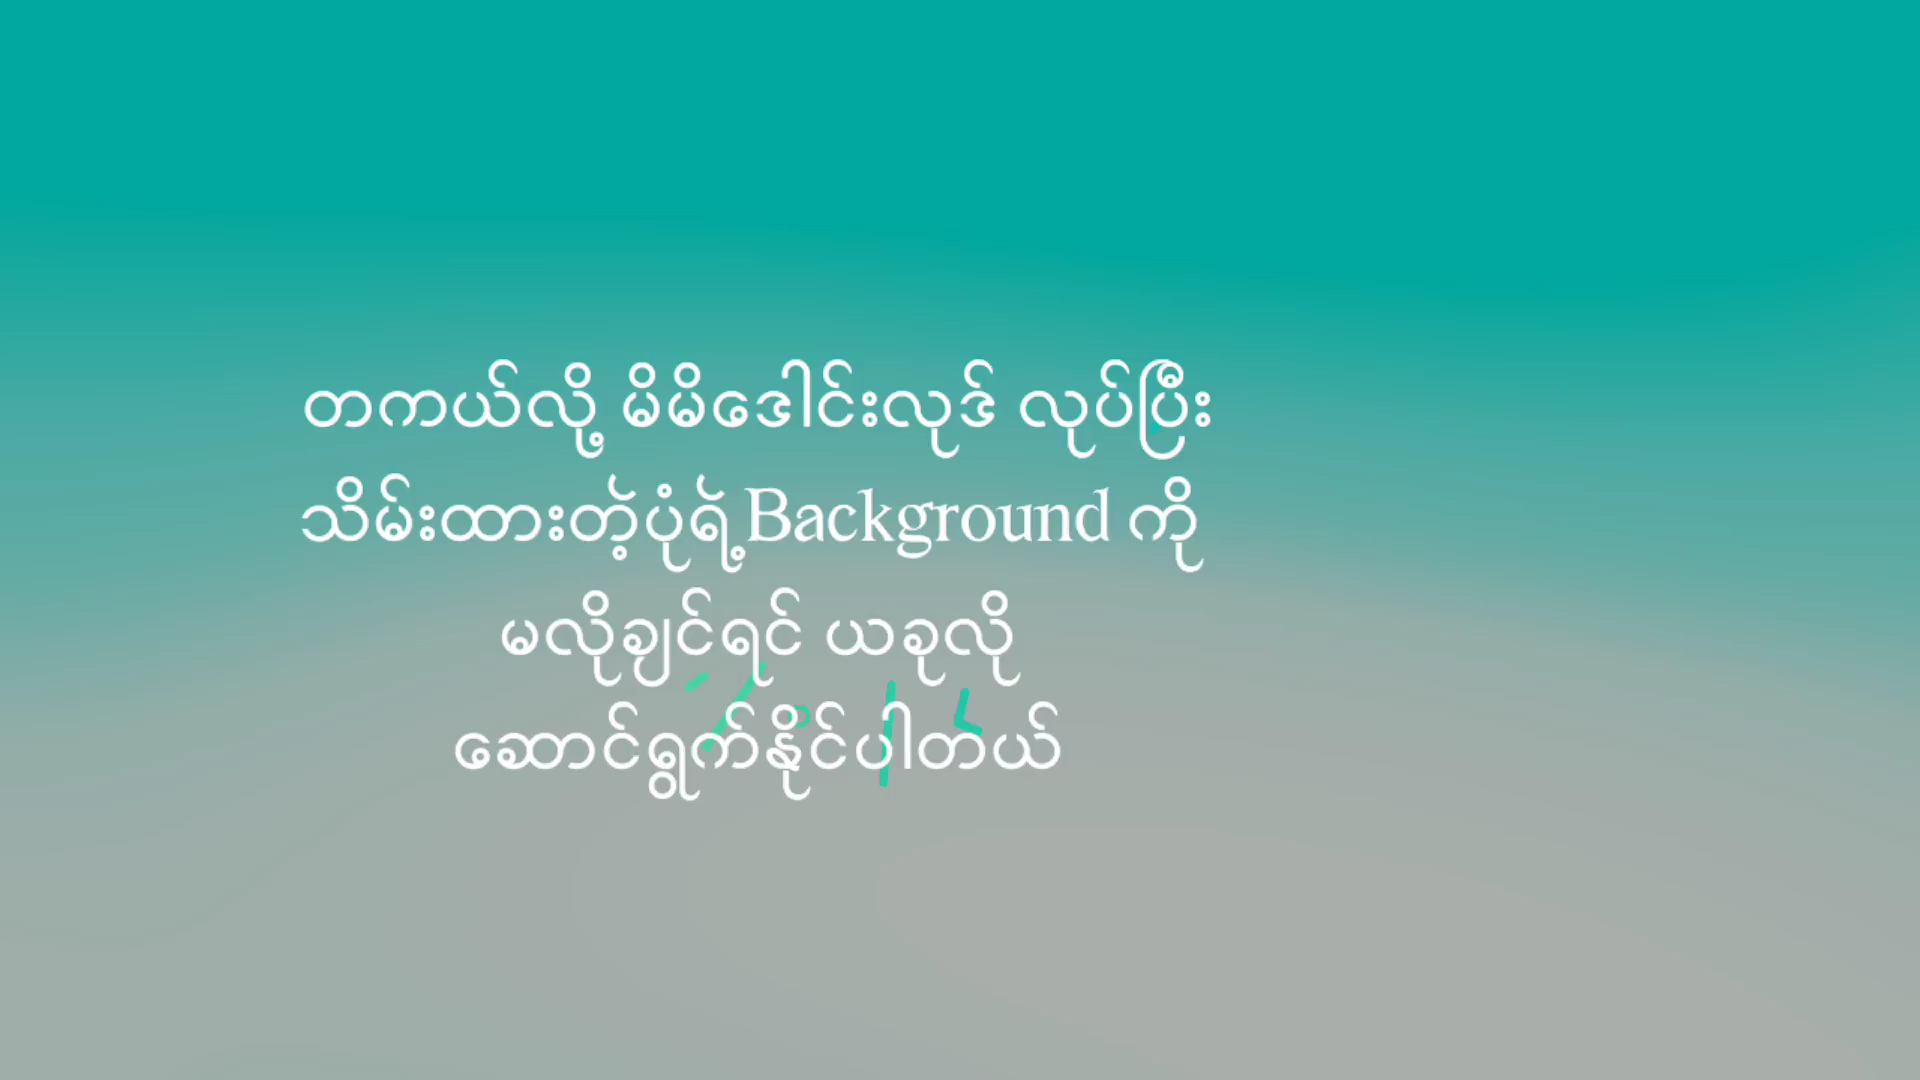 တကယ်လို့ မိမိဒေါင်းလုဒ် လုပ်ပြီး
သိမ်းထားတဲ့ပုံရဲ့Background ကို
မလိုချင်ရင် ယခုလို
ဆောင်ရွက်နိုင်ပါတယ်